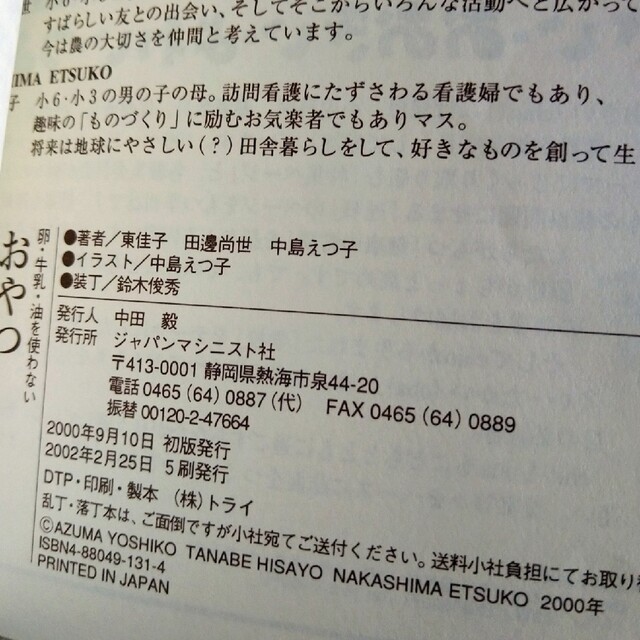 すばらしい友との出会い、そしてそこからいろんな活動へと広がって
今は農の大切さを仲間と考えています。
IMA ETSUKO
子 小6・小3の男の子の母。訪問看護にたずさわる看護婦でもあり、
趣味の「ものづくり」に励むお気楽者でもありマス。
将来は地球にやさしい(?)田舎暮らしをして、好きなものを創って生
卵・牛乳・油を使わない
おやつ
●著者/東佳子 田邊尚世 中島えつ子
●イラスト/中島えつ子
●装丁/鈴木俊秀
発行人 中田 毅
発行所 ジャパンマシニスト社
〒413-0001 静岡県熱海市泉44-20
電話0465(64)0887(代) FAX 0465(64)0889
振替00120-2-47664
2000年9月10日 初版発行
2002年2月25日 5刷発行
DTP・印刷・製本 (株)トライ
乱丁・落丁本は、ご面倒ですが小社宛てご送付ください。送料小社負担にてお取り替
©AZUMA YOSHIKO TANABE HISAYO NAKASHIMA ETSUKO 2000年
ISBN4-88049-131-4
PRINTED IN JAPAN